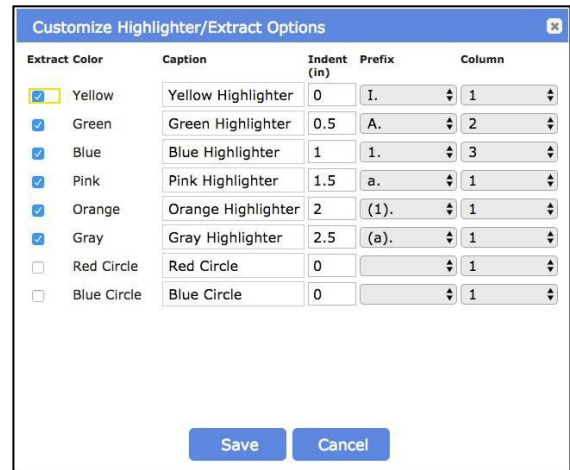 Customize Highlighter/Extract Options
Extract Color Caption Indent (in) Prefix Column
Yellow Yellow Highlighter 0 I. 1
Green Green Highlighter 0.5 A. 2
Blue Blue Highlighter 1 1. 3
Pink Pink Highlighter 1.5 a. 1
Orange Orange Highlighter 2 (1). 1
Gray Gray Highlighter 2.5 (a). 1
Red Circle Red Circle 0 1
Blue Circle Blue Circle 0 1
Save Cancel